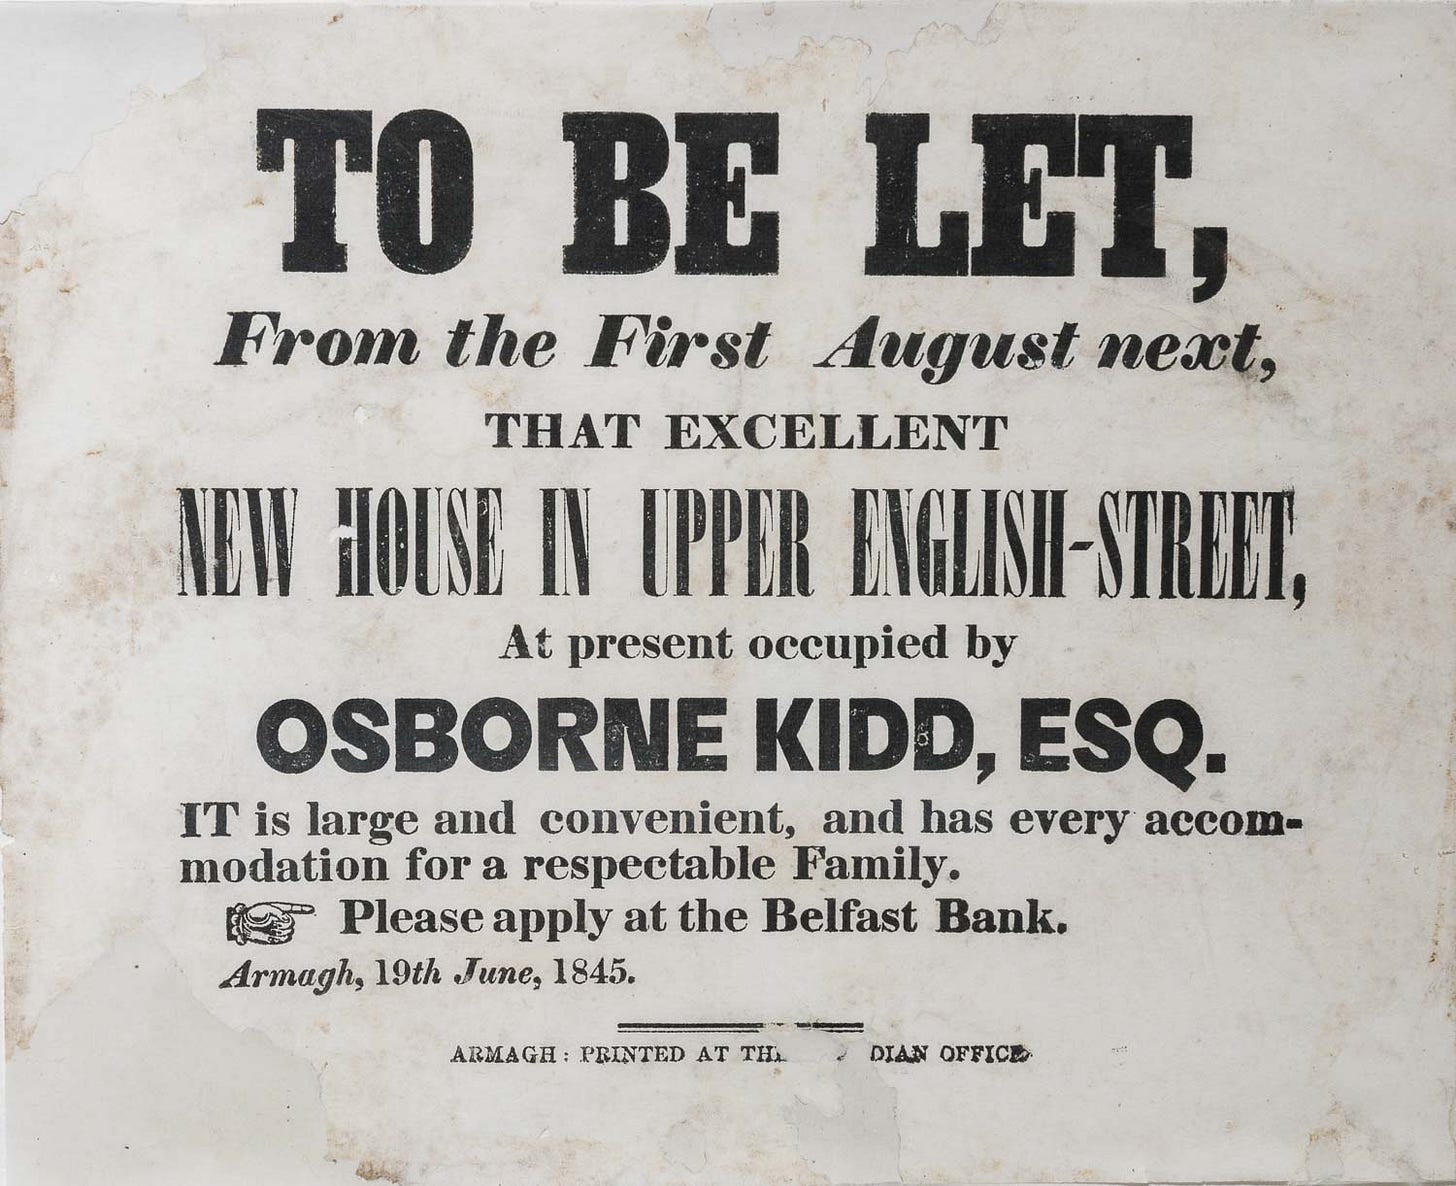 TO BE LET,
From the First August next,
THAT EXCELLENT
NEW HOUSE IN UPPER ENGLISH-STREET,
At present occupied by
OSBORNE KIDD, ESQ.
IT is large and convenient, and has every accom-
modation for a respectable Family.
Please apply at the Belfast Bank.
Armagh, 19th June, 1845.
ARMAGH: PRINTED AT THE OFFICE